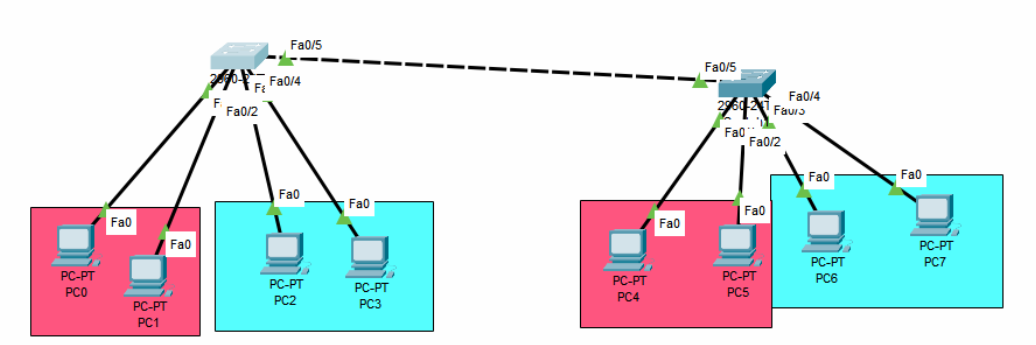 Fa0/5
Fa0/4
Fa0/2
Fa0/5
Fa0/4
Fa0/3
Fa0/2
Fa0
Fa0
Fa0
Fa0
Fa0
Fa0
Fa0
Fa0
PC-PT
PC0
PC-PT
PC1
PC-PT
PC2
PC-PT
PC3
PC-PT
PC4
PC-PT
PC5
PC-PT
PC6
PC-PT
PC7